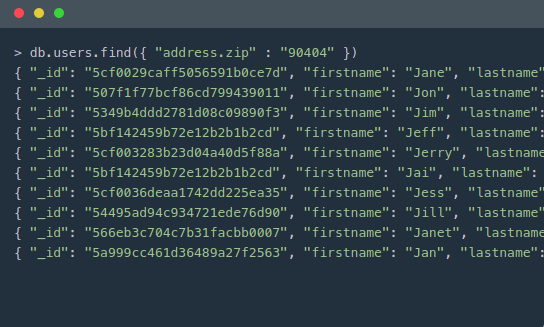 > db.users.find({ "address.zip" : "90404" })
{ "_id": "5cf0029caff5056591b0ce7d", "firstname": "Jane", "lastname"
{ "_id": "507f1f77bcf86cd799439011", "firstname": "Jon", "lastname":
{ "_id": "5349b4ddd2781d08c09890f3", "firstname": "Jim", "lastname":
{ "_id": "5bf142459b72e12b2b1b2cd", "firstname": "Jeff", "lastname":
{ "_id": "5cf003283b23d04a40d5f88a", "firstname": "Jerry", "lastname
{ "_id": "5bf142459b72e12b2b1b2cd", "firstname": "Jai", "lastname":
{ "_id": "5cf0036deaa1742dd225ea35", "firstname": "Jess", "lastname"
{ "_id": "54495ad94c934721ede76d90", "firstname": "Jill", "lastname"
{ "_id": "566eb3c704c7b31facbb0007", "firstname": "Janet", "lastname
{ "_id": "5a999cc461d36489a27f2563", "firstname": "Jan", "lastname":